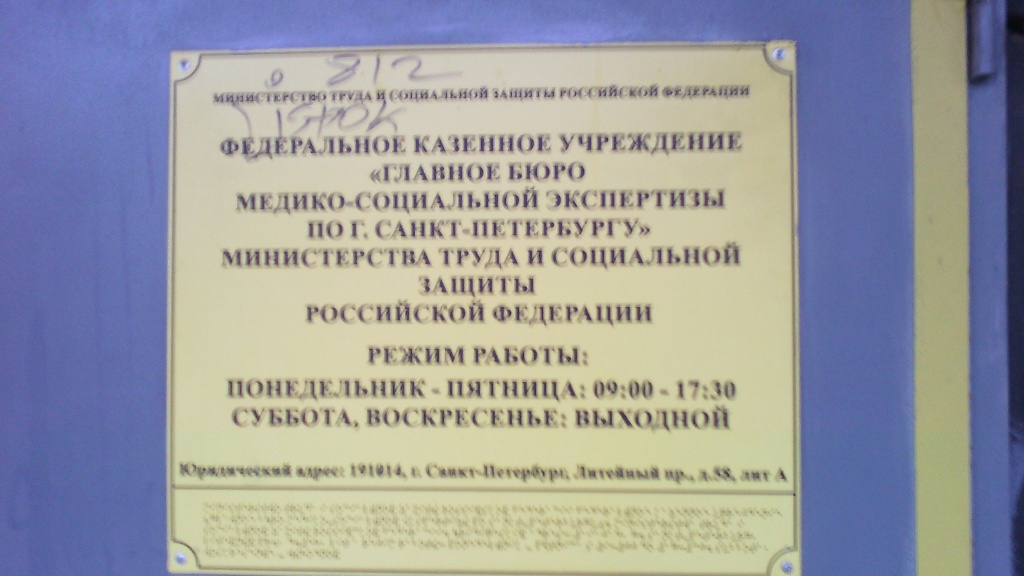 812
МИНИСТЕРСТВО ТРУДА И СОЦИАЛЬНОЙ ЗАЩИТЫ РОССИЙСКОЙ ФЕДЕРАЦИИ
ФЕДЕРАЛЬНОЕ КАЗЕННОЕ УЧРЕЖДЕНИЕ
«ГЛАВНОЕ БЮРО
МЕДИКО-СОЦИАЛЬНОЙ ЭКСПЕРТИЗЫ
ПО Г. САНКТ-ПЕТЕРБУРГУ»
МИНИСТЕРСТВА ТРУДА И СОЦИАЛЬНОЙ
ЗАЩИТЫ
РОССИЙСКОЙ ФЕДЕРАЦИИ
РЕЖИМ РАБОТЫ:
ПОНЕДЕЛЬНИК - ПЯТНИЦА: 09:00 - 17:30
СУББОТА, ВОСКРЕСЕНЬЕ: ВЫХОДНОЙ
Юридический адрес: 191014, г. Санкт-Петербург, Литейный пр., д.58, лит А